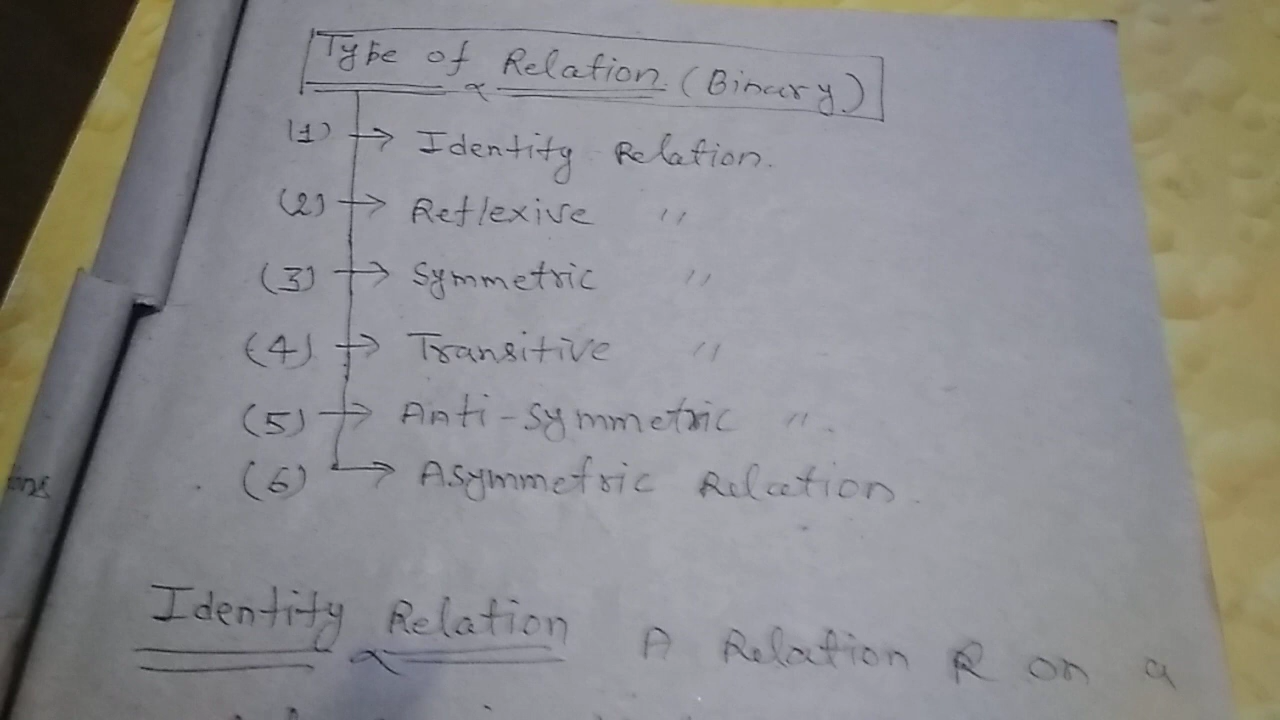 Type of Relation (Binary)
(1) → Identity Relation.
(2) → Reflexive "
(3) → Symmetric "
(4) → Transitive "
(5) → Anti-symmetric ".
(6) → Asymmetric Relation.
Identity Relation A Relation R on a